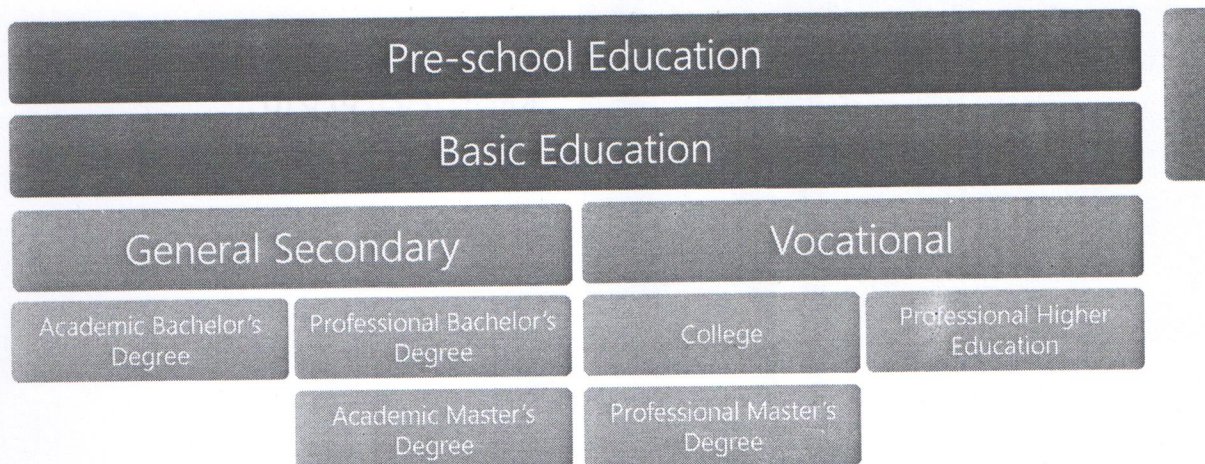 Pre-school Education
Basic Education
General Secondary
Vocational
Academic Bachelor's
Degree
Professional Bachelor's
Degree
College
Professional Higher
Education
Academic Master's
Degree
Professional Master's
Degree